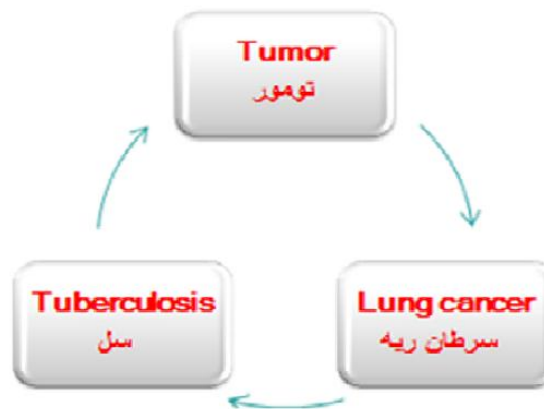 Tumor
تومور
Tuberculosis
سل
Lung cancer
سرطان ریه